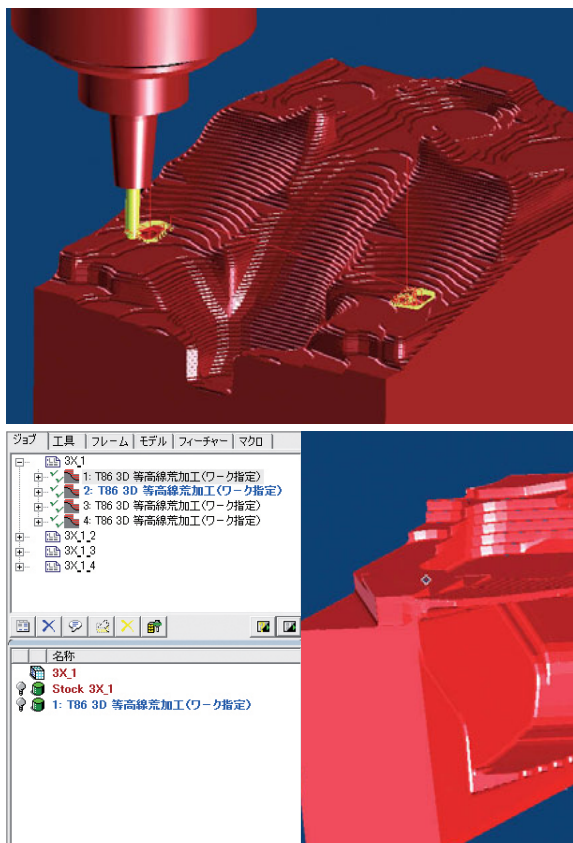 ジョブ 工具 フレーム モデル フィーチャー マクロ
3X_1
1: T86 3D 等高線荒加工(ワーク指定)
2: T86 3D 等高線荒加工(ワーク指定)
3: T86 3D 等高線荒加工(ワーク指定)
4: T86 3D 等高線荒加工(ワーク指定)
3X_1_2
3X_1_3
3X_1_4
名称
3X_1
Stock 3X_1
1: T86 3D 等高線荒加工(ワーク指定)